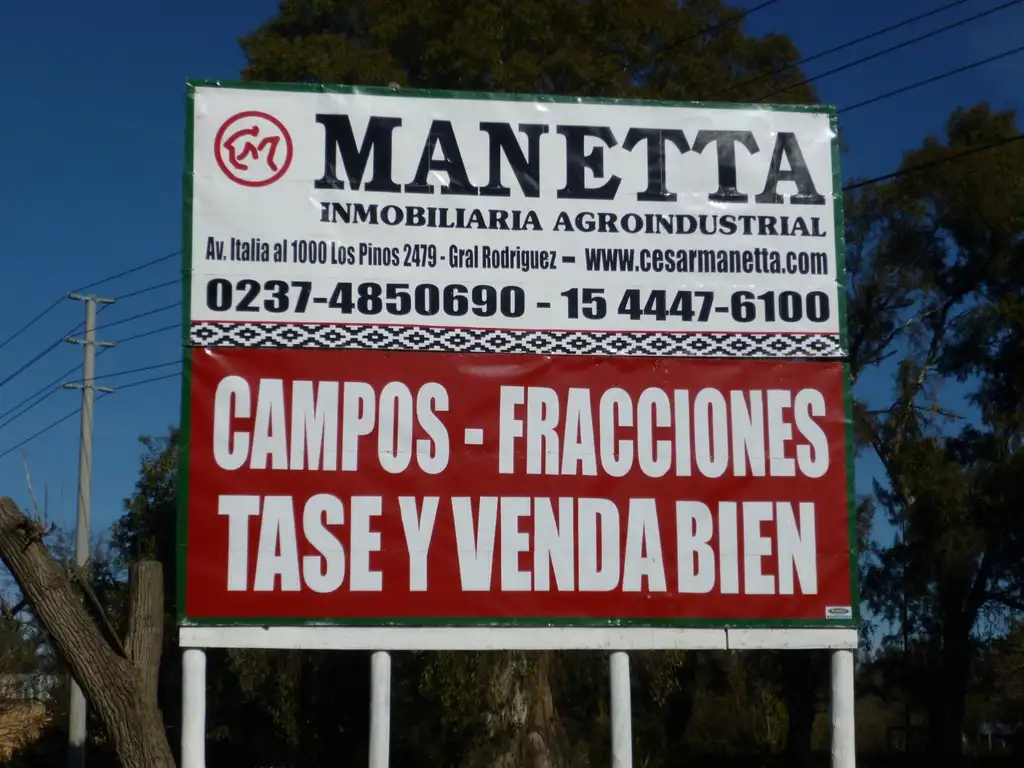 MANETTA
INMOBILIARIA AGROINDUSTRIAL
Av. Italia al 1000 Los Pinos 2479 - Gral Rodriguez - www.cesarmanetta.com
0237-4850690 - 15 4447-6100
CAMPOS - FRACCIONES
TASE Y VENDA BIEN